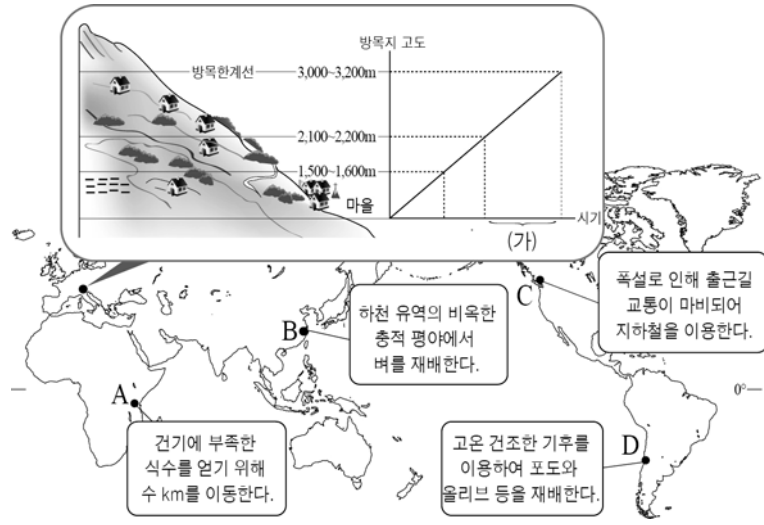 방목지 고도
방목한계선
3,000~3,200m
2,100~2,200m
1,500~1,600m
마을
시기
(가)
폭설로 인해 출근길
교통이 마비되어
지하철을 이용한다.
C
B
하천 유역의 비옥한
충적 평야에서
벼를 재배한다.
A
0°
건기에 부족한
식수를 얻기 위해
수 km를 이동한다.
고온 건조한 기후를
이용하여 포도와
올리브 등을 재배한다.
D